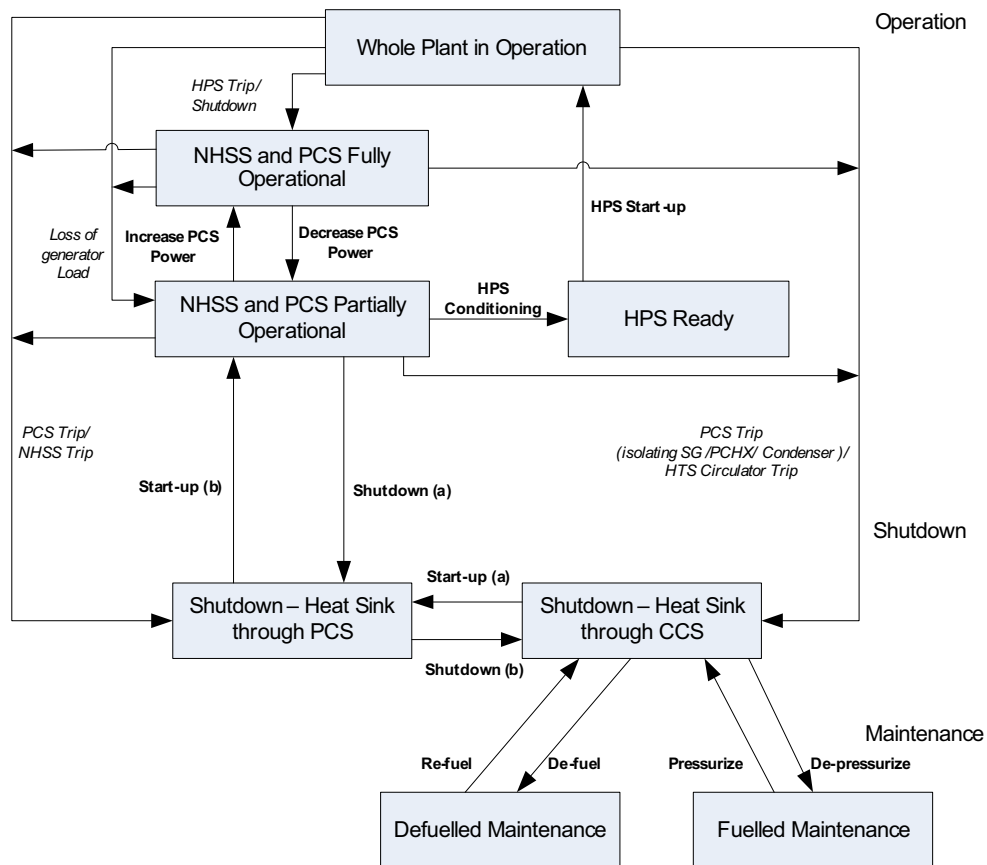 Operation
Whole Plant in Operation
HPS Trip/
Shutdown
NHSS and PCS Fully
Operational
HPS Start-up
Loss of
generator
Load
Increase PCS
Power
Decrease PCS
Power
NHSS and PCS Partially
Operational
HPS
Conditioning
HPS Ready
PCS Trip/
NHSS Trip
PCS Trip
(isolating SG /PCHX/ Condenser )/
HTS Circulator Trip
Start-up (b)
Shutdown (a)
Shutdown
Shutdown – Heat Sink
through PCS
Start-up (a)
Shutdown (b)
Shutdown – Heat Sink
through CCS
Maintenance
Re-fuel
De-fuel
Pressurize
De-pressurize
Defuelled Maintenance
Fuelled Maintenance